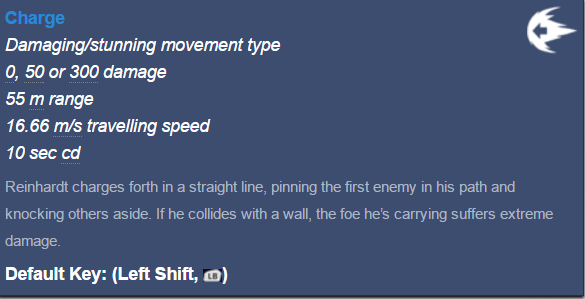 Charge
Damaging/stunning movement type
0, 50 or 300 damage
55 m range
16.66 m/s travelling speed
10 sec cd
Reinhardt charges forth in a straight line, pinning the first enemy in his path and
knocking others aside. If he collides with a wall, the foe he's carrying suffers extreme
damage.
Default Key: (Left Shift, LB)